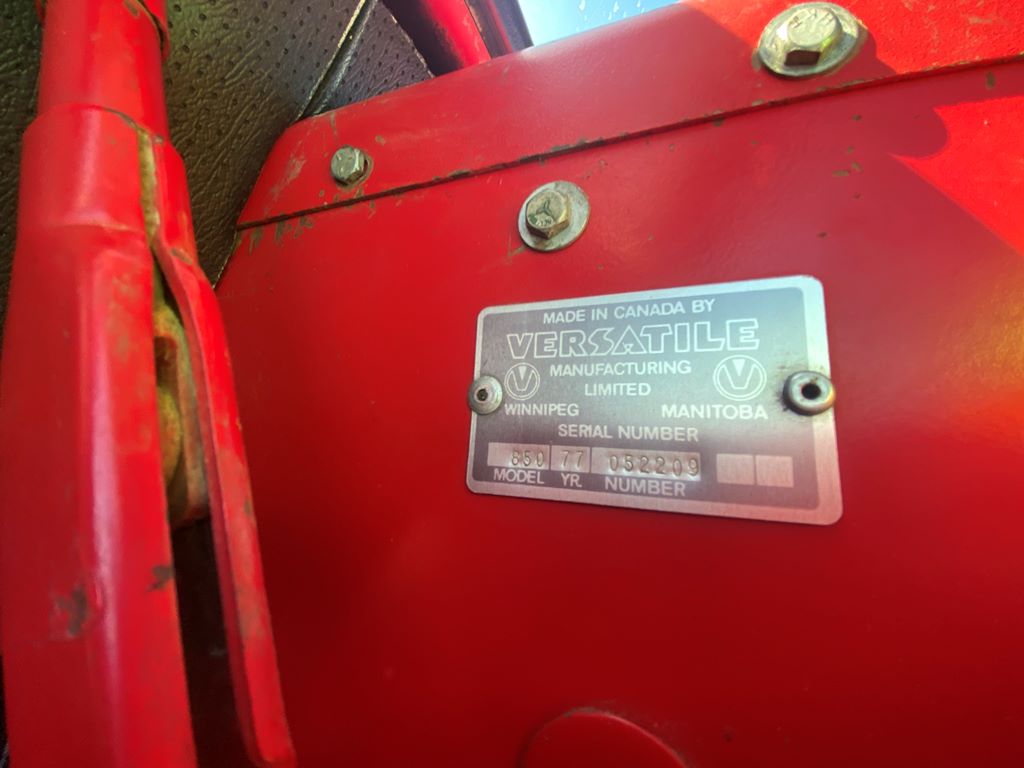 MADE IN CANADA BY
VERSATILE
MANUFACTURING
LIMITED
WINNIPEG MANITOBA
SERIAL NUMBER
850 77 052209
MODEL YR. NUMBER